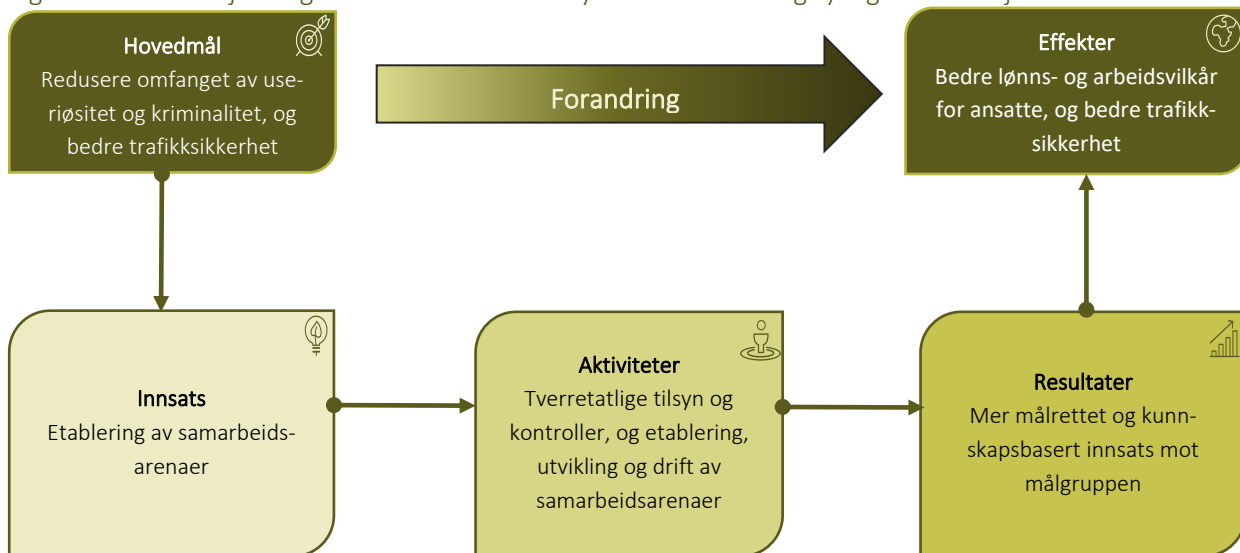 Hovedmål
Redusere omfanget av use-
riøsitet og kriminalitet, og
bedre trafikksikkerhet
Forandring
Effekter
Bedre lønns- og arbeidsvilkår
for ansatte, og bedre trafikk-
sikkerhet
Innsats
Etablering av samarbeids-
arenaer
Aktiviteter
Tverretatlige tilsyn og
kontroller, og etablering,
utvikling og drift av
samarbeidsarenaer
Resultater
Mer målrettet og kunn-
skapsbasert innsats mot
målgruppen